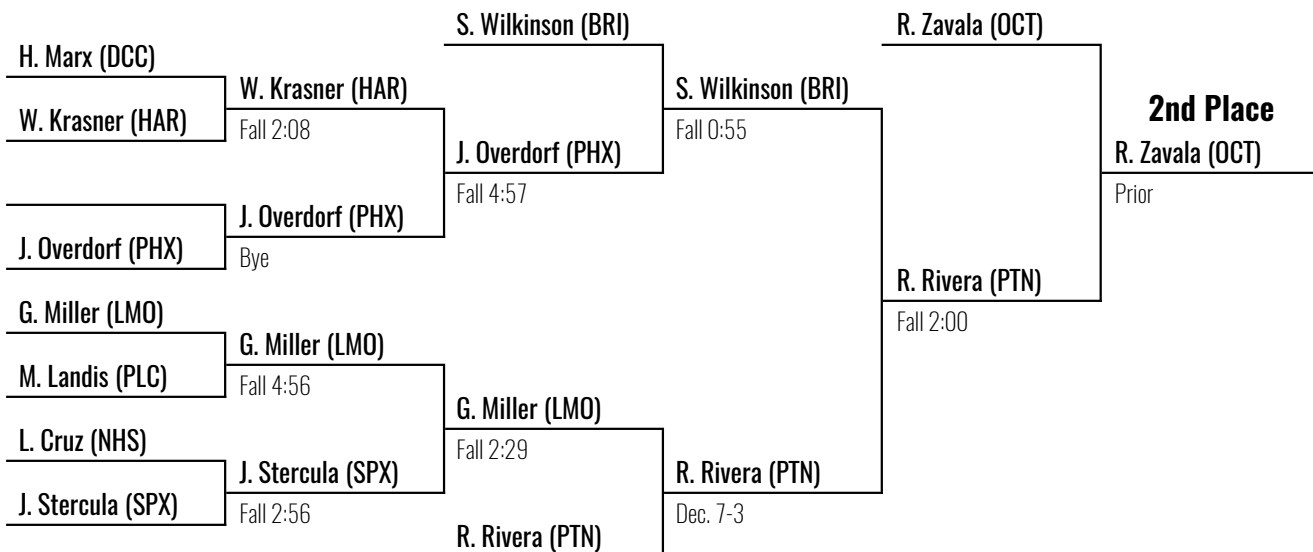 H. Marx (DCC)
W. Krasner (HAR)
J. Overdorf (PHX)
G. Miller (LMO)
M. Landis (PLC)
L. Cruz (NHS)
J. Stercula (SPX)
W. Krasner (HAR)
Fall 2:08
J. Overdorf (PHX)
Bye
G. Miller (LMO)
Fall 4:56
J. Stercula (SPX)
Fall 2:56
S. Wilkinson (BRI)
J. Overdorf (PHX)
Fall 4:57
G. Miller (LMO)
Fall 2:29
R. Rivera (PTN)
S. Wilkinson (BRI)
Fall 0:55
R. Rivera (PTN)
Dec. 7-3
R. Zavala (OCT)
R. Rivera (PTN)
Fall 2:00
2nd Place
R. Zavala (OCT)
Prior